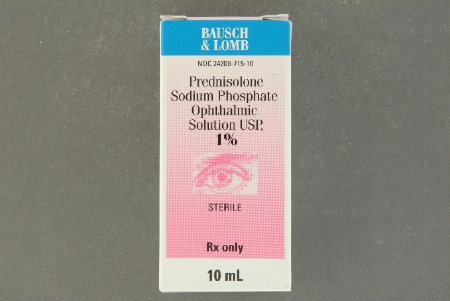 BAUSCH
& LOMB
NDC 24208-715-10
Prednisolone
Sodium Phosphate
Ophthalmic
Solution USP,
1%
STERILE
Rx only
10 mL